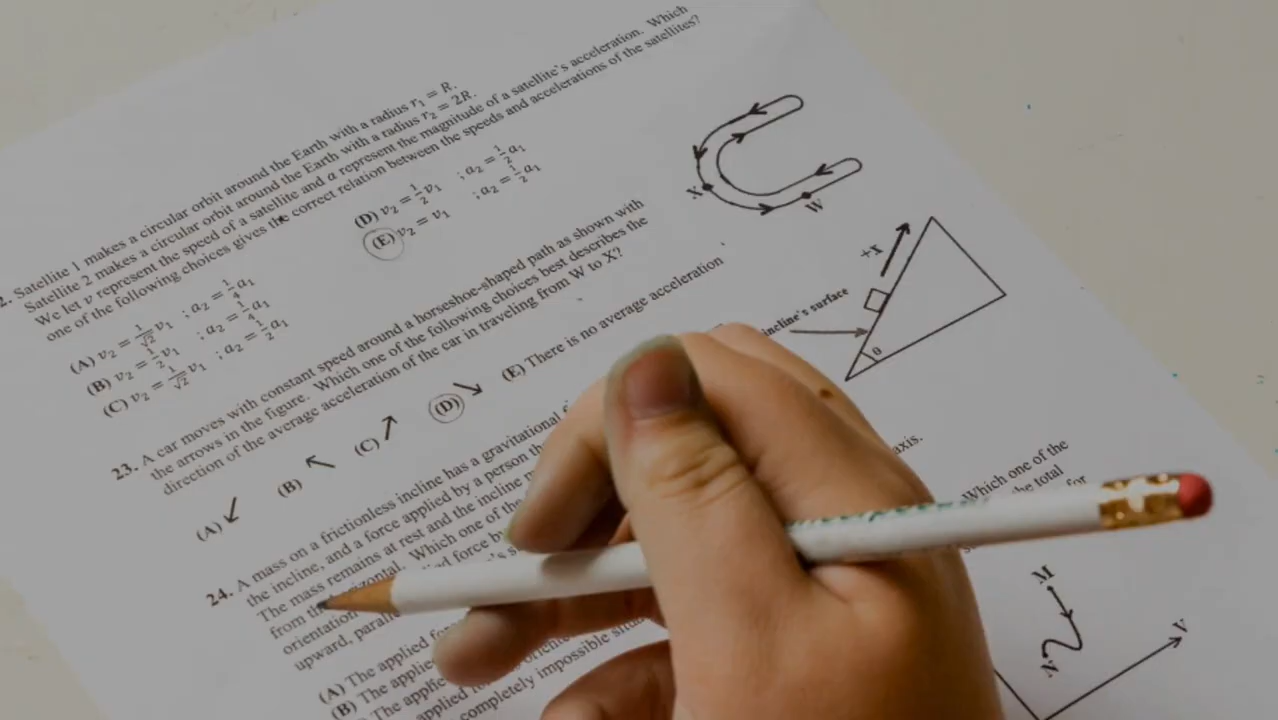 2. Satellite 1 makes a circular orbit around the Earth with a radius r₁ = R.
Satellite 2 makes a circular orbit around the Earth with a radius r₂ = 2R.
We let v represent the speed of a satellite and a represent the magnitude of a satellite's acceleration. Which
one of the following choices gives the correct relation between the speeds and accelerations of the satellites?
(A) v₂ = 1/√2 v₁ ; a₂ = 1/4 a₁
(B) v₂ = 1/2 v₁ ; a₂ = 1/4 a₁
(C) v₂ = 1/√2 v₁ ; a₂ = 1/2 a₁
(D) v₂ = 1/2 v₁ ; a₂ = 1/2 a₁
(E) v₂ = v₁ ; a₂ = 1/2 a₁
X
W
23. A car moves with constant speed around a horseshoe-shaped path as shown with
the arrows in the figure. Which one of the following choices best describes the
direction of the average acceleration of the car in traveling from W to X?
(A) ↙ (B) ↖ (C) ↗ (D) ↘ (E) There is no average acceleration
+x
incline's surface
θ
24. A mass on a frictionless incline has a gravitational
the incline, and a force applied by a person
The mass remains at rest and the incline
from the horizontal. Which one of the axis.
orientation force Which one of the
upward, the total
for
(A) The applied
(B) The applied
The applied
applied
completely impossible
M
N
V